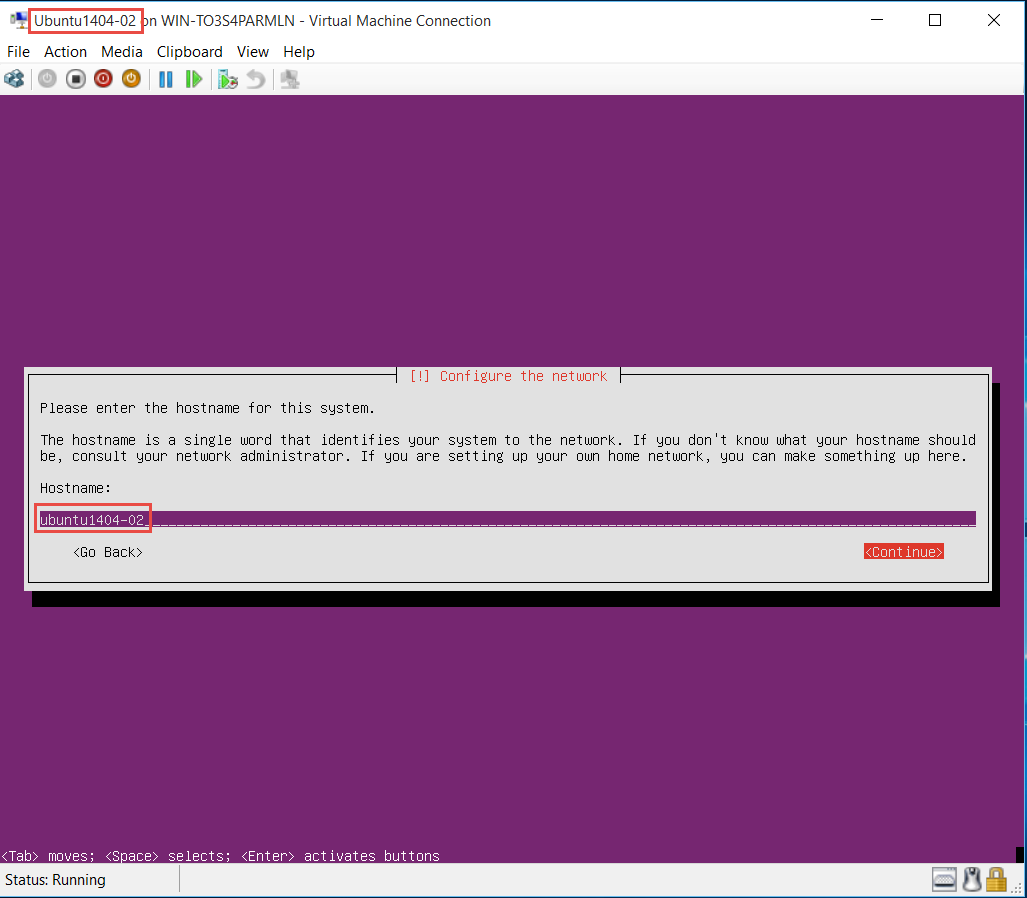 Ubuntu1404-02 on WIN-TO3S4PARMLN - Virtual Machine Connection
File Action Media Clipboard View Help
[!] Configure the network
Please enter the hostname for this system.
The hostname is a single word that identifies your system to the network. If you don't know what your hostname should
be, consult your network administrator. If you are setting up your own home network, you can make something up here.
Hostname:
ubuntu1404-02
<Go Back> <Continue>
<Tab> moves; <Space> selects; <Enter> activates buttons
Status: Running